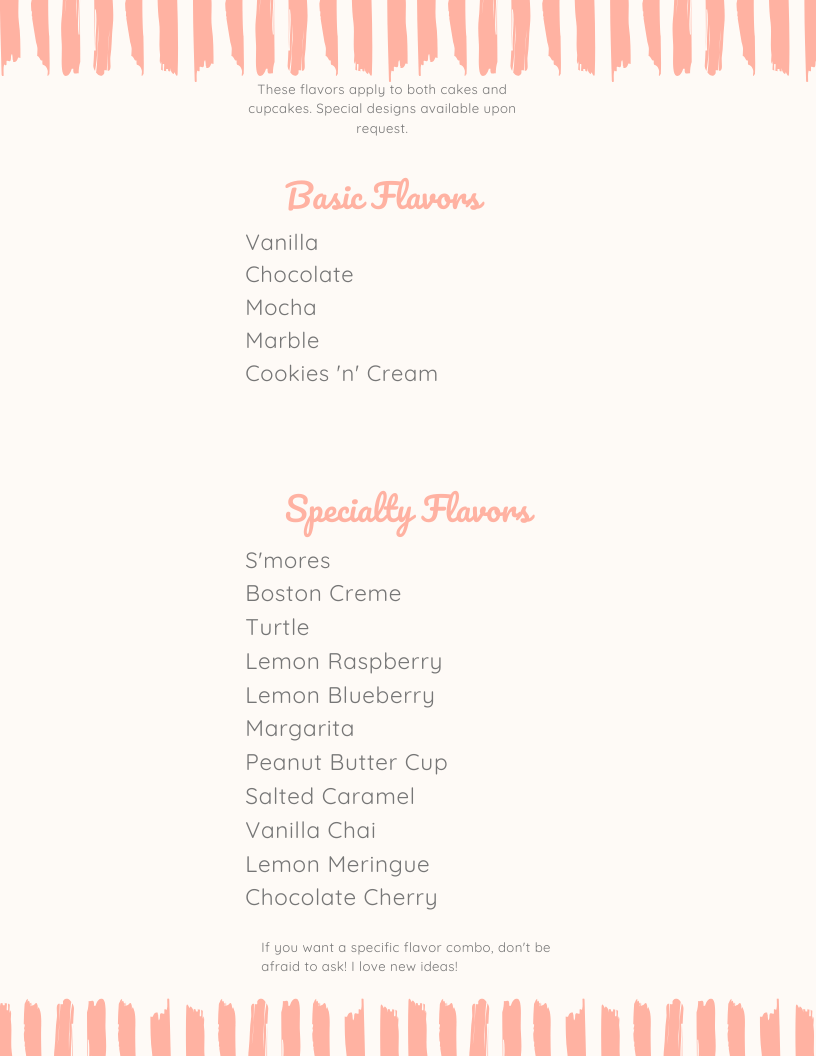 These flavors apply to both cakes and
cupcakes. Special designs available upon
request.
Basic Flavors
Vanilla
Chocolate
Mocha
Marble
Cookies 'n' Cream
Specialty Flavors
S'mores
Boston Creme
Turtle
Lemon Raspberry
Lemon Blueberry
Margarita
Peanut Butter Cup
Salted Caramel
Vanilla Chai
Lemon Meringue
Chocolate Cherry
If you want a specific flavor combo, don't be
afraid to ask! I love new ideas!